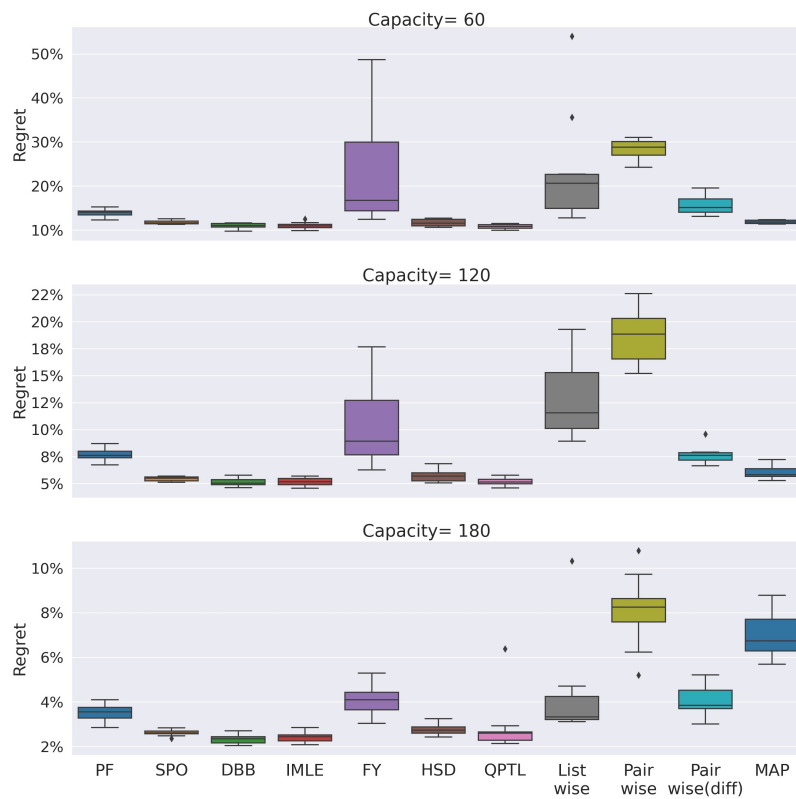 Capacity= 60
50%
40%
30%
20%
10%
Regret
Capacity= 120
22%
20%
18%
15%
12%
10%
8%
5%
Regret
Capacity= 180
10%
8%
6%
4%
2%
Regret
PF SPO DBB IMLE FY HSD QPTL List Pair Pair MAP
wise wise wise(diff)